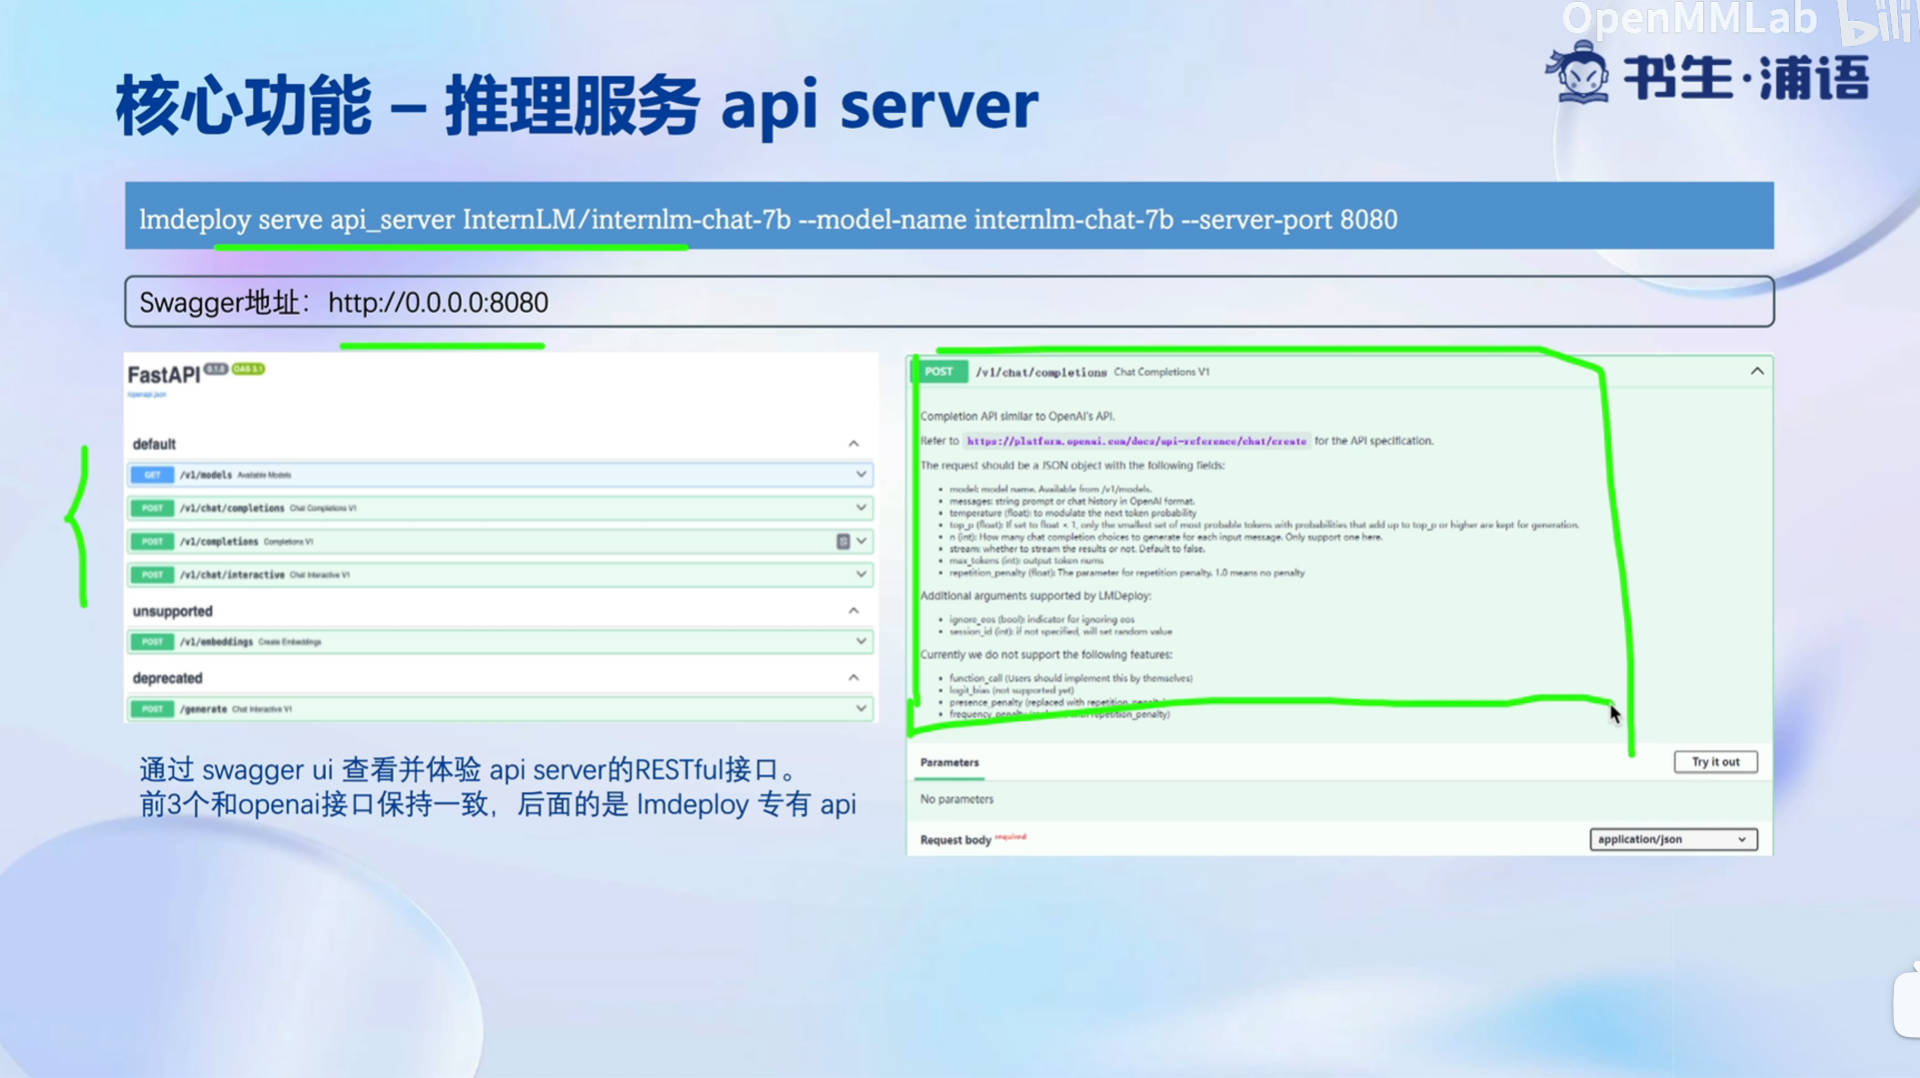 OpenMMLab bili
书生·浦语
核心功能 – 推理服务 api server
lmdeploy serve api_server InternLM/internlm-chat-7b --model-name internlm-chat-7b --server-port 8080
Swagger地址：http://0.0.0.0:8080
FastAPI 0.1.0 OAS 3.1
/openapi.json
default
GET /v1/models Available Models
POST /v1/chat/completions Chat Completions V1
POST /v1/completions Completions V1
POST /v1/chat/interactive Chat Interactive V1
unsupported
POST /v1/embeddings Create Embeddings
deprecated
POST /generate Chat Interactive V1
通过 swagger ui 查看并体验 api server的RESTful接口。
前3个和openai接口保持一致，后面的是 lmdeploy 专有 api
POST /v1/chat/completions Chat Completions V1
Completion API similar to OpenAI's API.
Refer to https://platform.openai.com/docs/api-reference/chat/create for the API specification.
The request should be a JSON object with the following fields:
• model: model name. Available from /v1/models.
• messages: string prompt or chat history in OpenAI format.
• temperature (float): to modulate the next token probability
• top_p (float): If set to float < 1, only the smallest set of most probable tokens with probabilities that add up to top_p or higher are kept for generation.
• n (int): How many chat completion choices to generate for each input message. Only support one here.
• stream: whether to stream the results or not. Default to false.
• max_tokens (int): output token nums
• repetition_penalty (float): The parameter for repetition penalty. 1.0 means no penalty
Additional arguments supported by LMDeploy:
• ignore_eos (bool): indicator for ignoring eos
• session_id (int): if not specified, will set random value
Currently we do not support the following features:
• function_call (Users should implement this by themselves)
• logit_bias (not supported yet)
• presence_penalty (replaced with repetition_penalty)
• frequency_penalty (replaced with repetition_penalty)
Parameters
Try it out
No parameters
Request body required
application/json